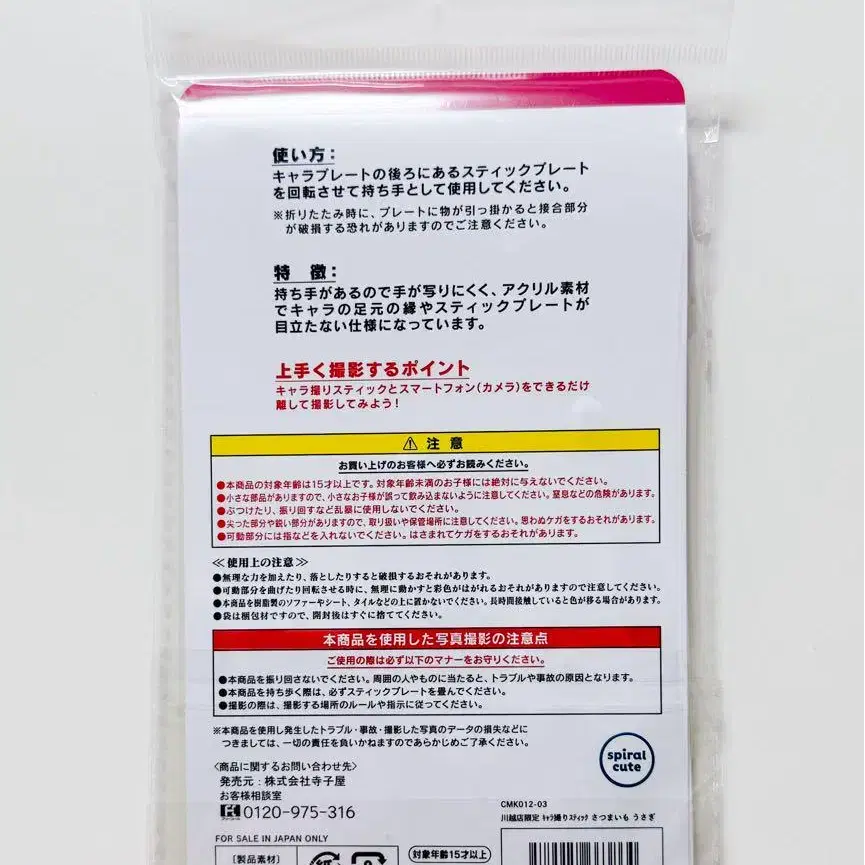 使い方:
キャラプレートの後ろにあるスティックプレート
を回転させて持ち手として使用してください。
※折りたたみ時に、プレートに物が引っ掛かると接合部分
が破損する恐れがありますのでご注意ください。
特 徴:
持ち手があるので手が写りにくく、アクリル素材
でキャラの足元の縁やスティックプレートが
目立たない仕様になっています。
上手く撮影するポイント
キャラ撮りスティックとスマートフォン(カメラ)をできるだけ
離して撮影してみよう!
⚠ 注 意
お買い上げのお客様へ必ずお読みください。
●本商品の対象年齢は15才以上です。対象年齢未満のお子様には絶対に与えないでください。
●小さな部品がありますので、小さなお子様が誤って飲み込まないように注意してください。窒息などの危険があります。
●ぶつけたり、振り回すなど乱暴に使用しないでください。
●尖った部分や鋭い部分がありますので、取り扱いや保管場所に注意してください。思わぬケガをするおそれがあります。
●可動部分には指などを入れないでください。はさまれてケガをするおそれがあります。
≪使用上の注意≫
●無理な力を加えたり、落としたりすると破損するおそれがあります。
●可動部分を曲げたり回転させる時に、無理に動かすと彩色がはがれるおそれがありますので注意してください。
●本商品を樹脂製のソファーやシート、タイルなどの上に置かないでください。長時間接触していると色が移る場合があります。
●袋は梱包材ですので、開封後はすぐに捨ててください。
本商品を使用した写真撮影の注意点
ご使用の際は必ず以下のマナーをお守りください。
●本商品を振り回さないでください。周囲の人やものに当たると、トラブルや事故の原因となります。
●本商品を持ち歩く際は、必ずスティックプレートを畳んでください。
●撮影の際は、撮影する場所のルールや指示に従ってください。
※本商品を使用し発生したトラブル・事故・撮影した写真のデータの損失などに
つきましては、一切の責任を負いかねますのであらかじめご了承ください。
〈商品に関するお問い合わせ先〉
発売元:株式会社寺子屋
お客様相談室
0120-975-316
FOR SALE IN JAPAN ONLY
spiral
cute
CMK012-03
川越店限定 キャラ撮りスティック さつまいも うさぎ
〔製品素材〕
紙
対象年齢15才以上